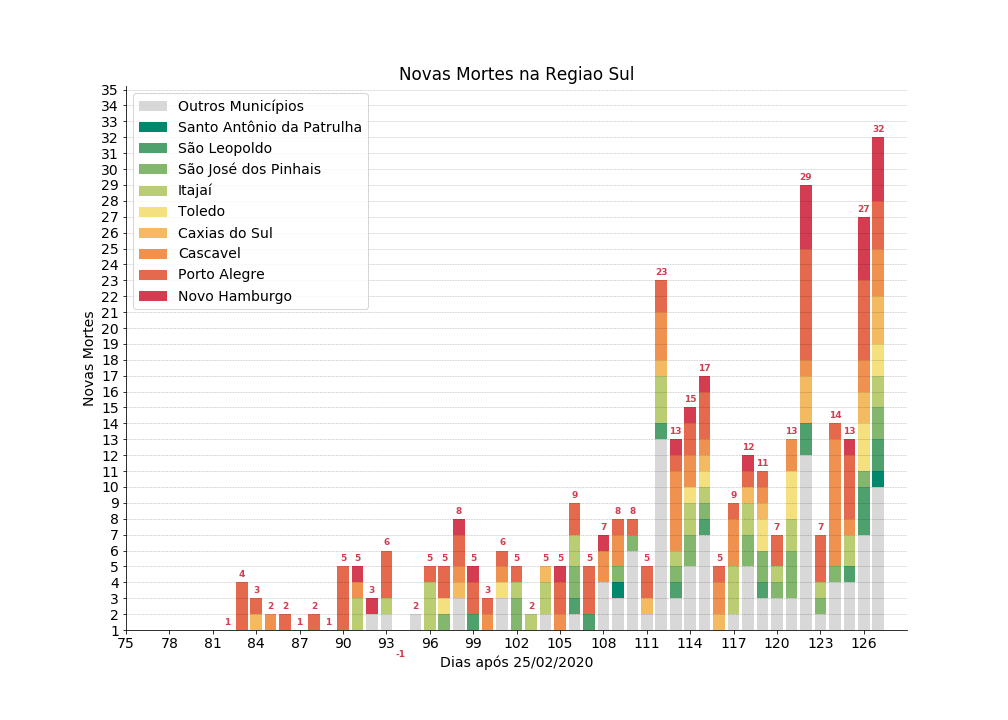 Novas Mortes na Regiao Sul
Outros Municípios
Santo Antônio da Patrulha
São Leopoldo
São José dos Pinhais
Itajaí
Toledo
Caxias do Sul
Cascavel
Porto Alegre
Novo Hamburgo
Novas Mortes
35
34
33
32
31
30
29
28
27
26
25
24
23
22
21
20
19
18
17
16
15
14
13
12
11
10
9
8
7
6
5
4
3
2
1
1 4 3 2 2 1 2 1 5 5 3 6 -1 2 5 5 8 5 3 6 5 2 5 5 9 5 7 8 8 5 23 13 15 17 5 9 12 11 7 13 29 7 14 13 27 32
75 78 81 84 87 90 93 96 99 102 105 108 111 114 117 120 123 126
Dias após 25/02/2020